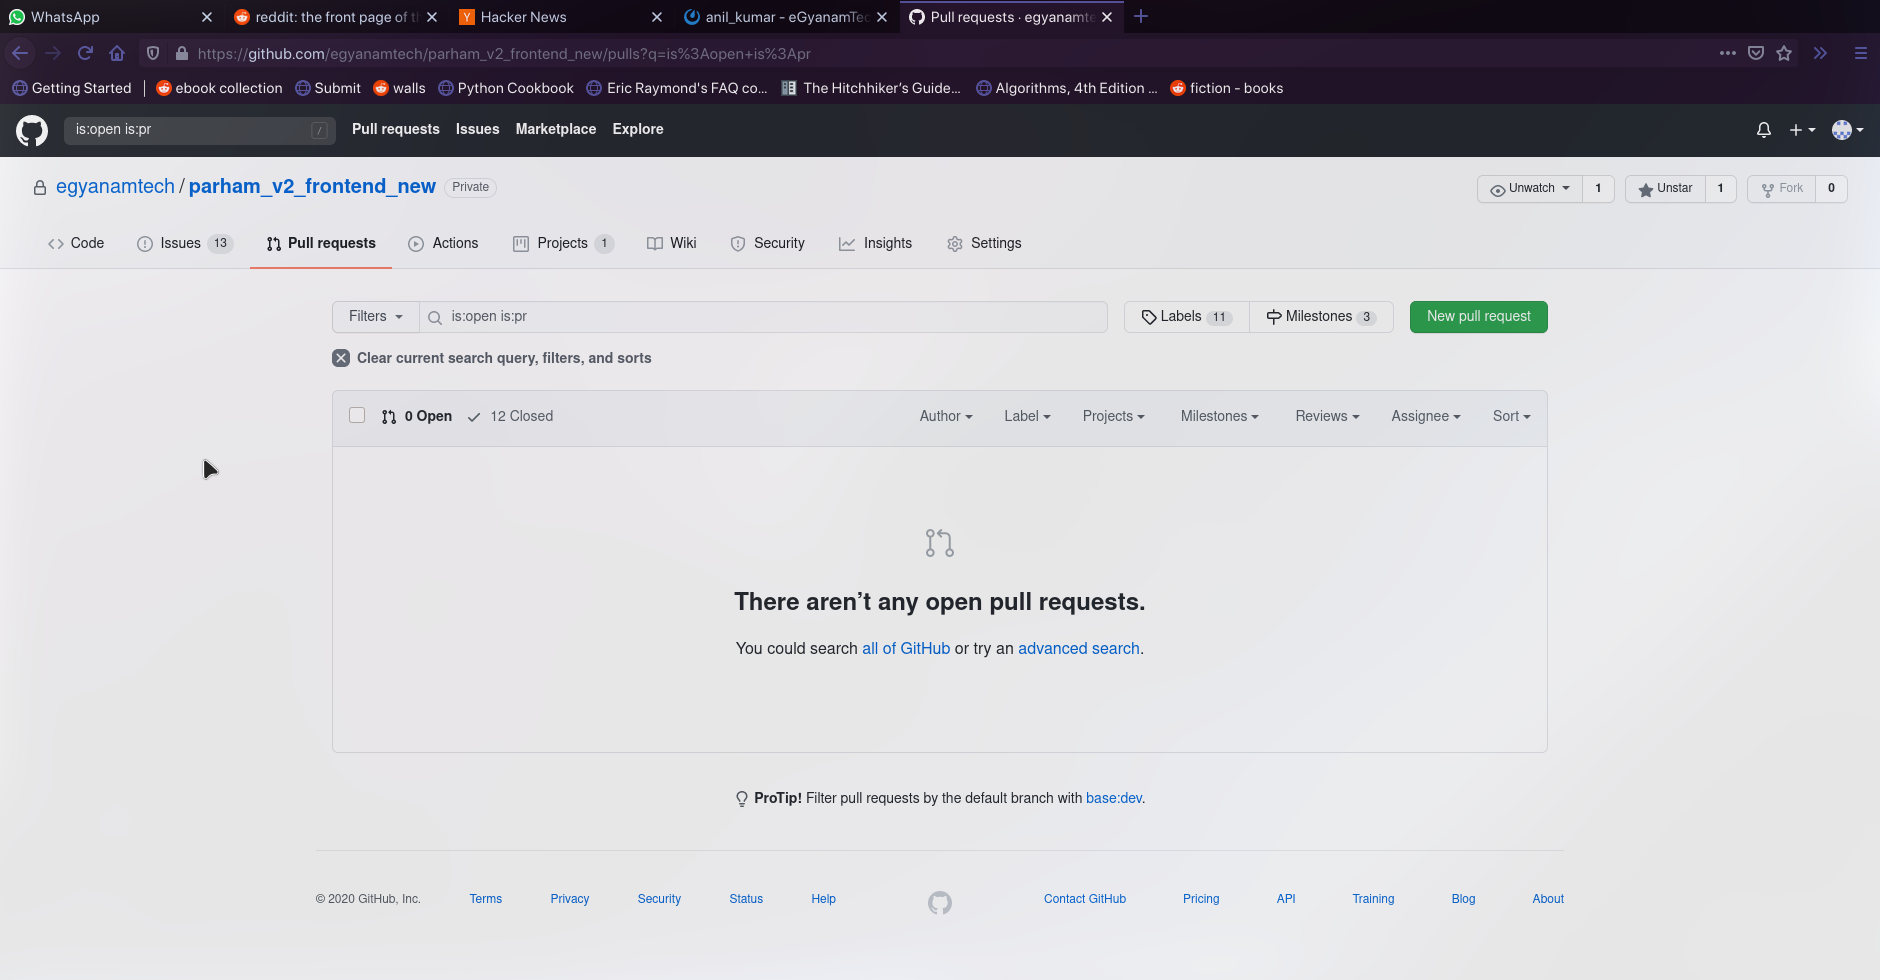 WhatsApp
reddit: the front page of t
Hacker News
anil_kumar - eGyanamTec
Pull requests · egyanamte
https://github.com/egyanamtech/parham_v2_frontend_new/pulls?q=is%3Aopen+is%3Apr
Getting Started
ebook collection
Submit
walls
Python Cookbook
Eric Raymond's FAQ co...
The Hitchhiker's Guide...
Algorithms, 4th Edition ...
fiction - books
is:open is:pr /
Pull requests
Issues
Marketplace
Explore
egyanamtech / parham_v2_frontend_new Private
Unwatch 1
Unstar 1
Fork 0
Code
Issues 13
Pull requests
Actions
Projects 1
Wiki
Security
Insights
Settings
Filters
is:open is:pr
Labels 11
Milestones 3
New pull request
Clear current search query, filters, and sorts
0 Open
12 Closed
Author
Label
Projects
Milestones
Reviews
Assignee
Sort
There aren’t any open pull requests.
You could search all of GitHub or try an advanced search.
ProTip! Filter pull requests by the default branch with base:dev.
© 2020 GitHub, Inc.
Terms
Privacy
Security
Status
Help
Contact GitHub
Pricing
API
Training
Blog
About